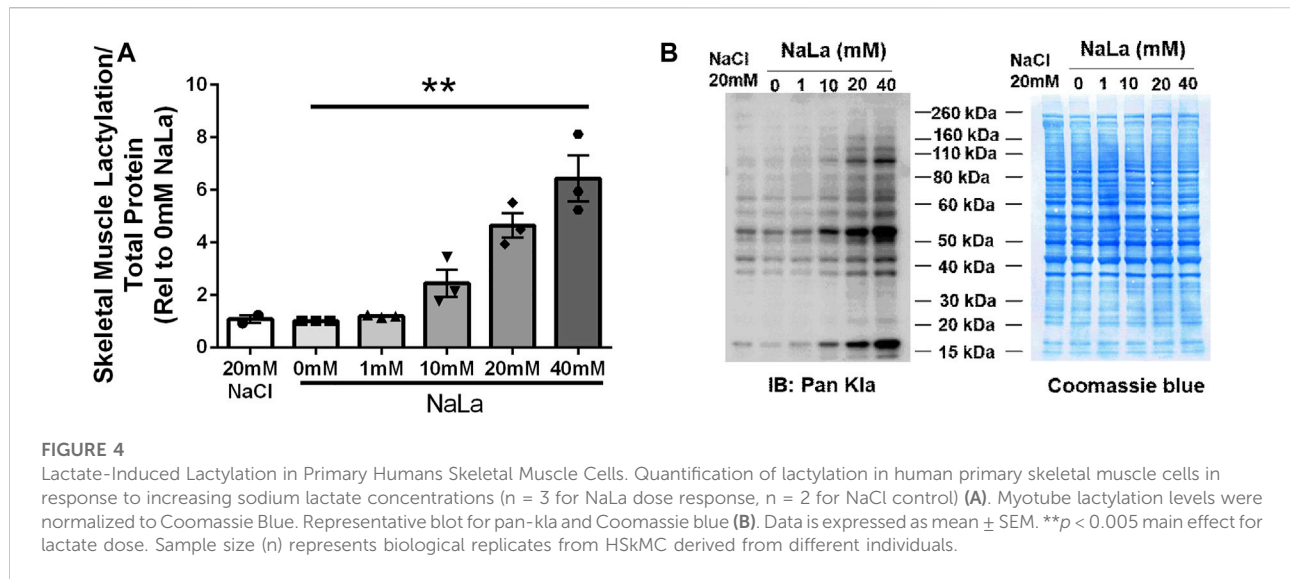 A
Skeletal Muscle Lactylation/
Total Protein
(Rel to 0mM NaLa)
10
8
6
4
2
0
**
20mM
NaCl
0mM
1mM
10mM
20mM
40mM
NaLa
B
NaCl
20mM
NaLa (mM)
0 1 10 20 40
260 kDa
160 kDa
110 kDa
80 kDa
60 kDa
50 kDa
40 kDa
30 kDa
20 kDa
15 kDa
IB: Pan Kla
NaCl
20mM
NaLa (mM)
0 1 10 20 40
Coomassie blue
FIGURE 4
Lactate-Induced Lactylation in Primary Humans Skeletal Muscle Cells. Quantification of lactylation in human primary skeletal muscle cells in
response to increasing sodium lactate concentrations (n = 3 for NaLa dose response, n = 2 for NaCl control) (A). Myotube lactylation levels were
normalized to Coomassie Blue. Representative blot for pan-kla and Coomassie blue (B). Data is expressed as mean ± SEM. **p < 0.005 main effect for
lactate dose. Sample size (n) represents biological replicates from HSkMC derived from different individuals.